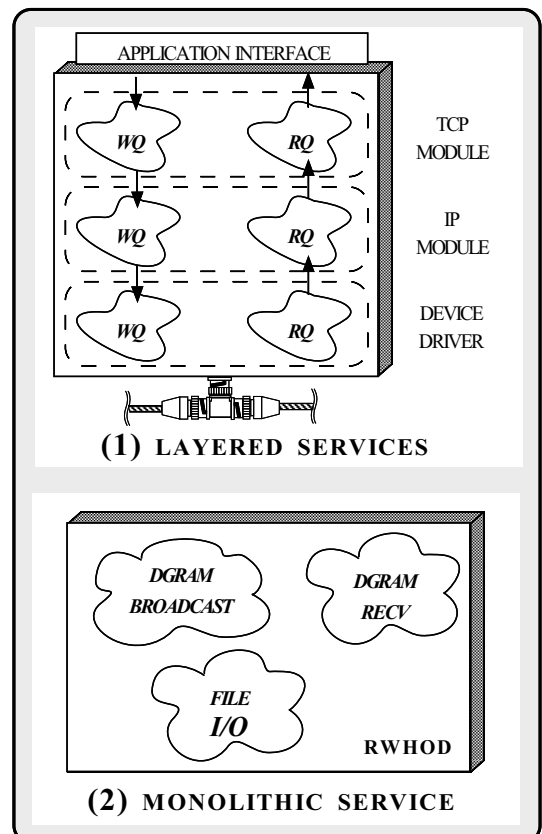 APPLICATION INTERFACE
WQ
RQ
TCP
MODULE
WQ
RQ
IP
MODULE
WQ
RQ
DEVICE
DRIVER
(1) LAYERED SERVICES
DGRAM
BROADCAST
DGRAM
RECV
FILE
I/O
RWHOD
(2) MONOLITHIC SERVICE